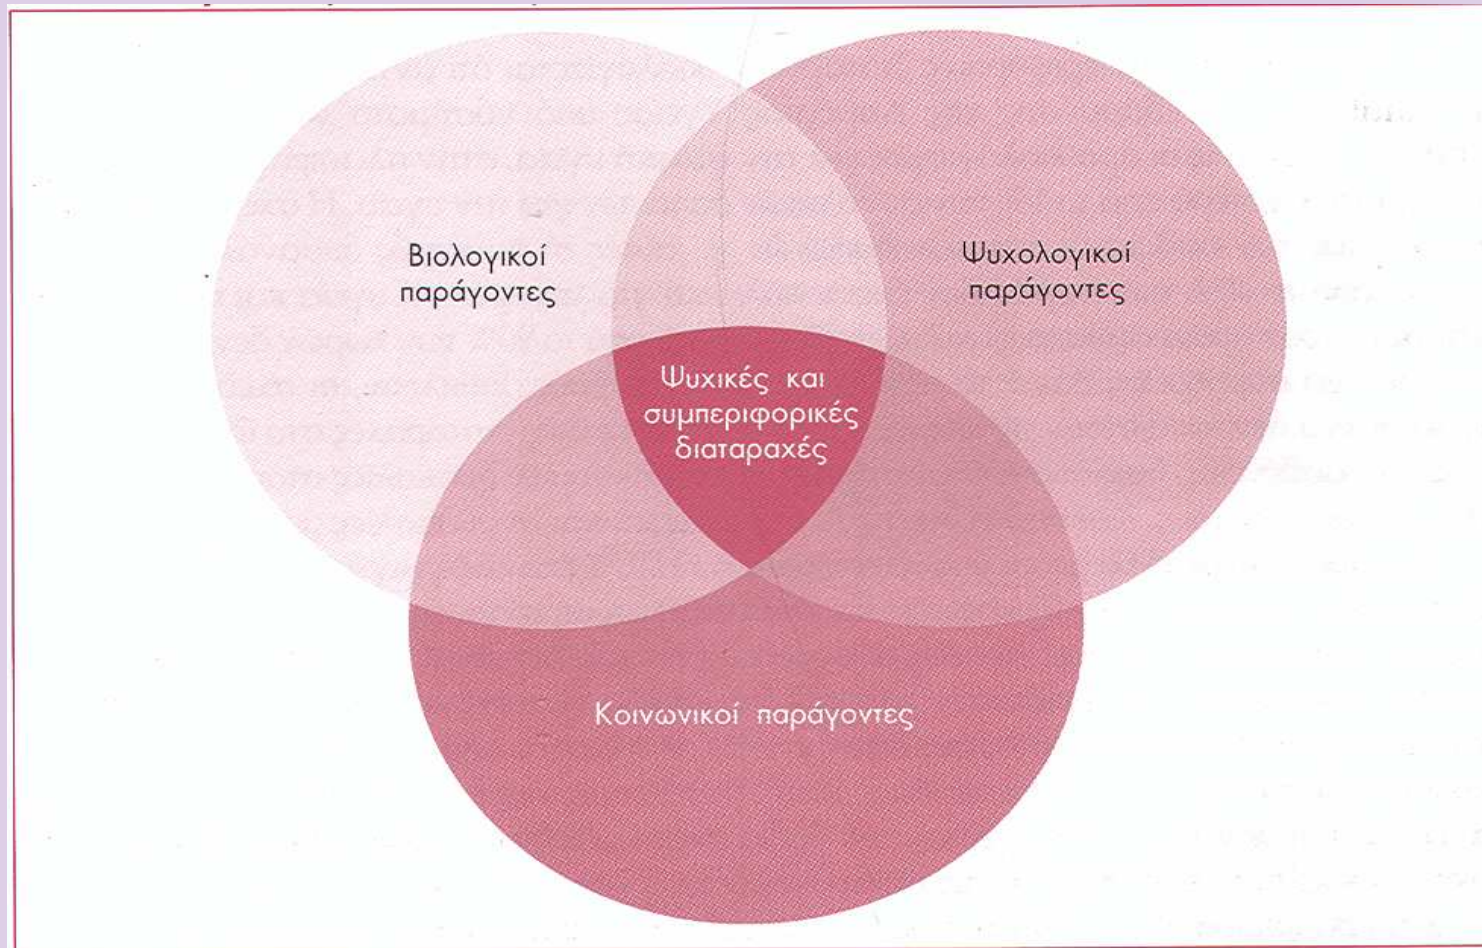 Βιολογικοί
παράγοντες
Ψυχολογικοί
παράγοντες
Ψυχικές και
συμπεριφορικές
διαταραχές
Κοινωνικοί παράγοντες